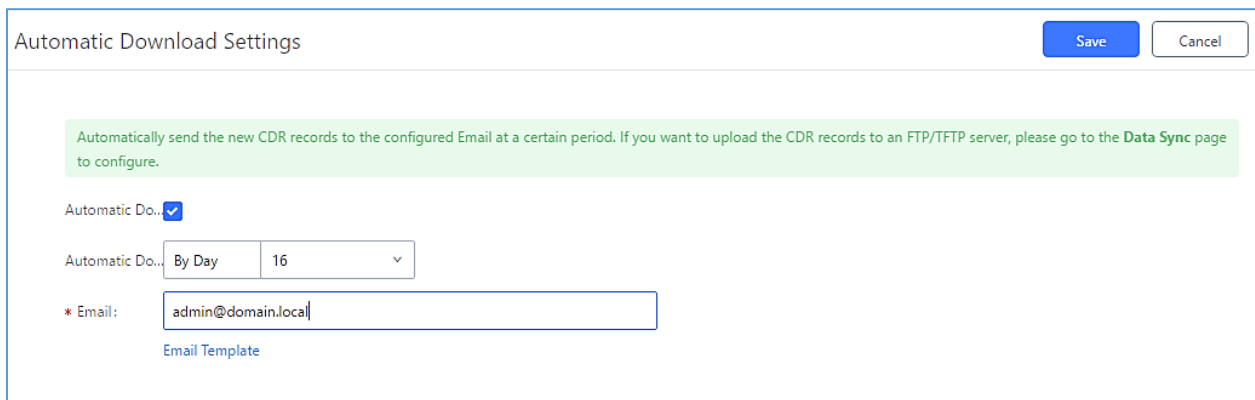 Automatic Download Settings
Save
Cancel
Automatically send the new CDR records to the configured Email at a certain period. If you want to upload the CDR records to an FTP/TFTP server, please go to the Data Sync page
to configure.
Automatic Do...
Automatic Do... By Day 16
* Email: admin@domain.local
Email Template